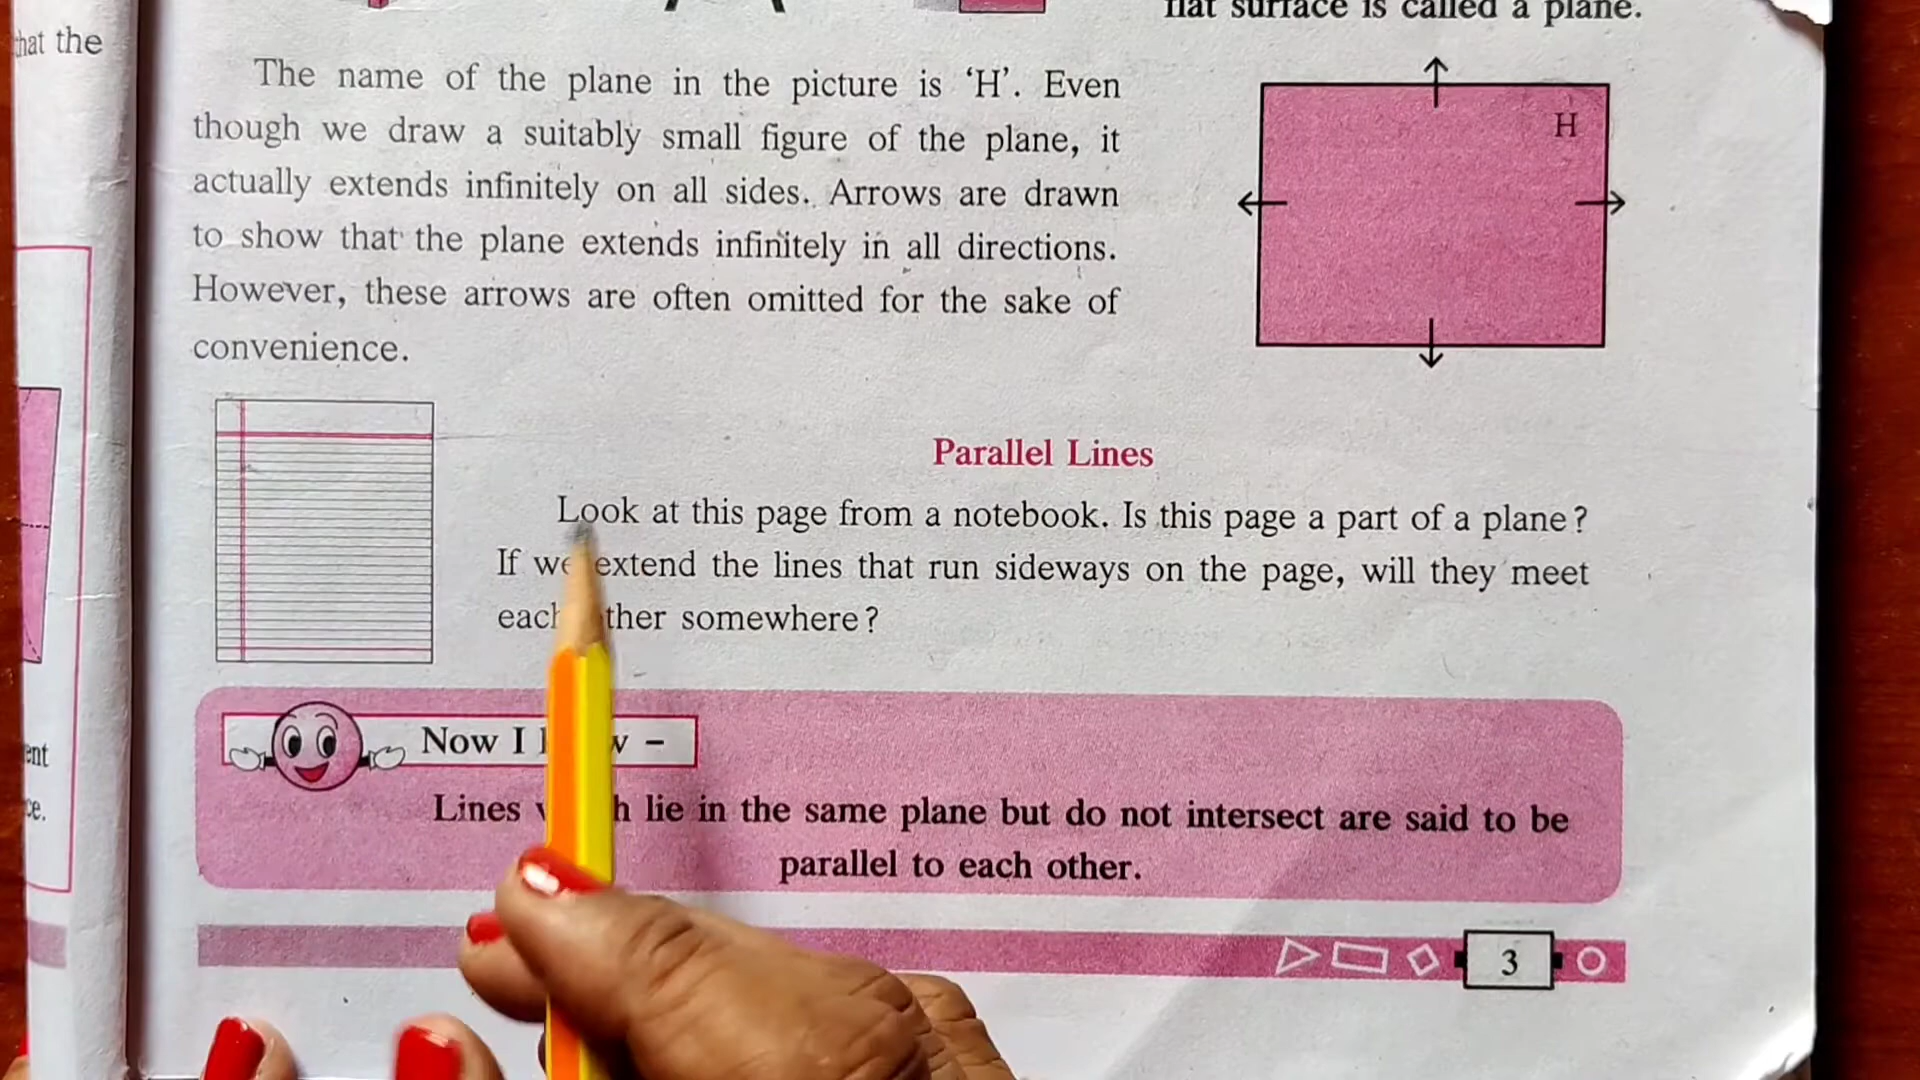 that the
flat surface is called a plane.
The name of the plane in the picture is ‘H’. Even
though we draw a suitably small figure of the plane, it
actually extends infinitely on all sides. Arrows are drawn
to show that the plane extends infinitely in all directions.
However, these arrows are often omitted for the sake of
convenience.
H
Parallel Lines
Look at this page from a notebook. Is this page a part of a plane?
If we extend the lines that run sideways on the page, will they meet
each other somewhere?
Now I –
Lines lie in the same plane but do not intersect are said to be
parallel to each other.
3